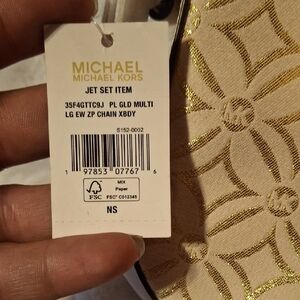 MICHAEL
MICHAEL KORS
JET SET ITEM
35F4GTTC9J PL GLD MULTI
LG EW ZP CHAIN XBDY
S152-0002
1 97853 07767 6
FSC
MIX
Paper
FSC® C012345
NS
MK